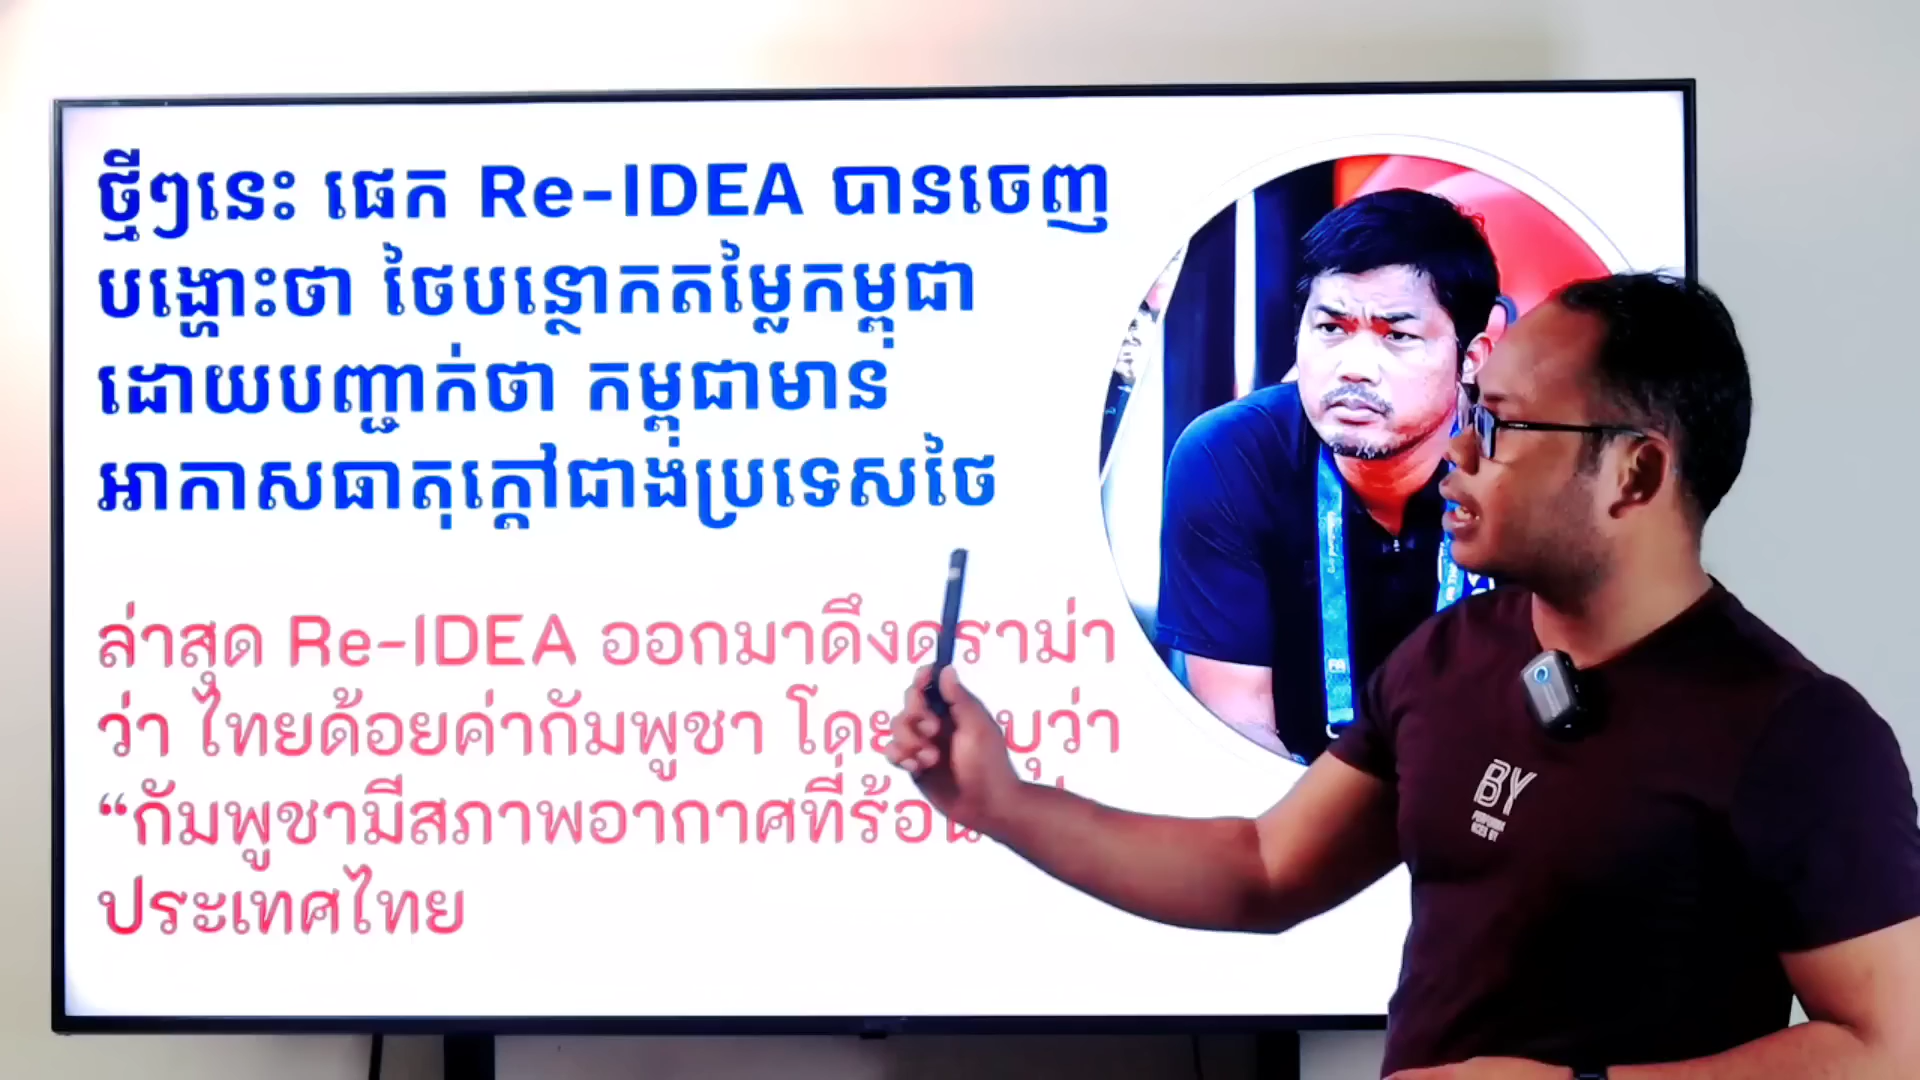 ថ្មីៗនេះ ផេក Re-IDEA បានចេញ
បង្ហោះថា ថៃបន្ថោកតម្លៃកម្ពុជា
ដោយបញ្ជាក់ថា កម្ពុជាមាន
អាកាសធាតុក្តៅជាងប្រទេសថៃ
ล่าสุด Re-IDEA ออกมาดึงดราม่า
ว่า ไทยด้อยค่ากัมพูชา
“กัมพูชามีสภาพอากาศที่ร้อน
ประเทศไทย
BY